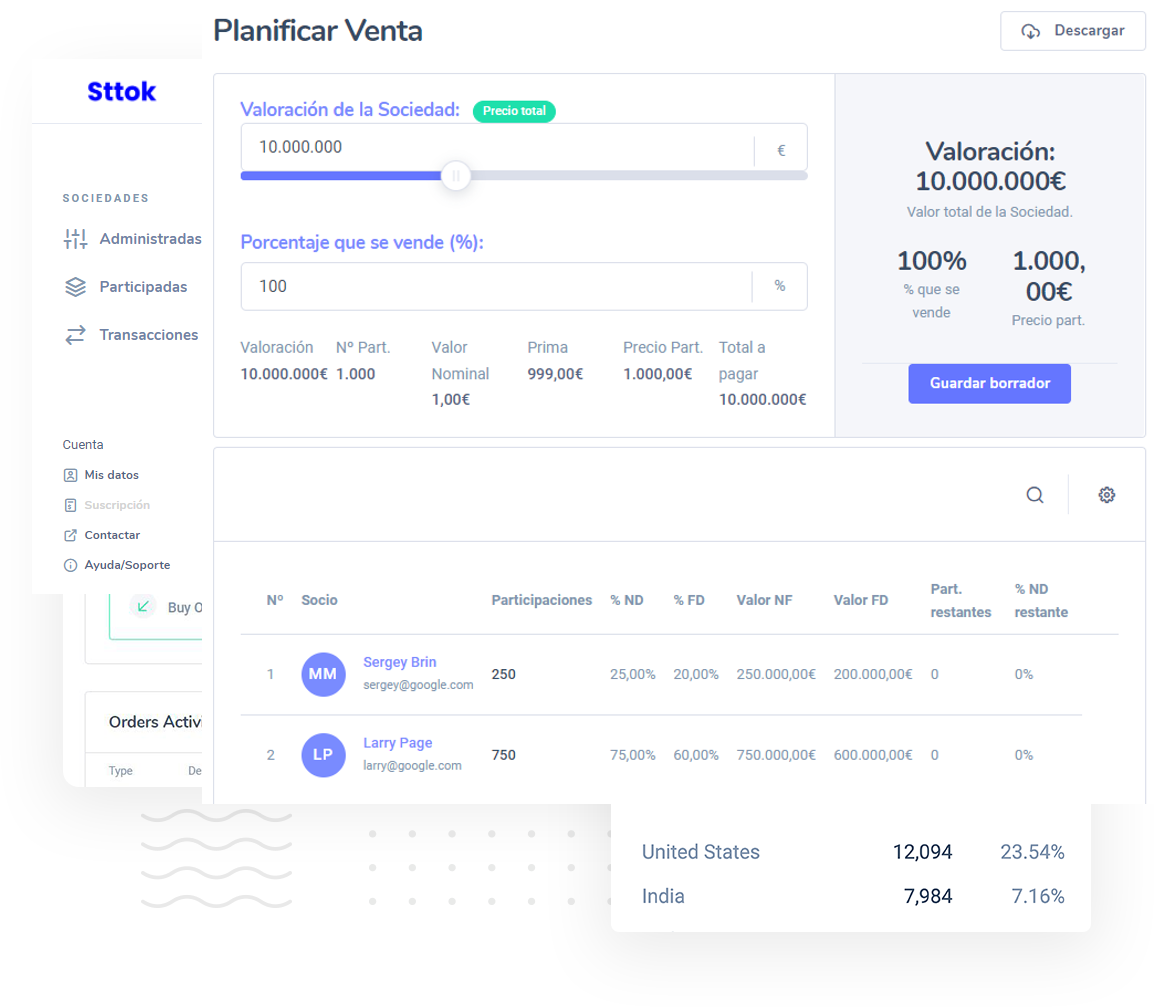 Planificar Venta
Descargar
Sttok
SOCIEDADES
Administradas
Participadas
Transacciones
Cuenta
Mis datos
Suscripción
Contactar
Ayuda/Soporte
Valoración de la Sociedad: Precio total
10.000.000 €
Porcentaje que se vende (%):
100 %
Valoración Nº Part. Valor Nominal Prima Precio Part. Total a pagar
10.000.000€ 1.000 1,00€ 999,00€ 1.000,00€ 10.000.000€
Valoración:
10.000.000€
Valor total de la Sociedad.
100% 1.000,
00€
% que se
vende
Precio part.
Guardar borrador
Nº Socio Participaciones % ND % FD Valor NF Valor FD Part. restantes % ND restante
1 MM Sergey Brin 250 25,00% 20,00% 250.000,00€ 200.000,00€ 0 0%
sergey@google.com
2 LP Larry Page 750 75,00% 60,00% 750.000,00€ 600.000,00€ 0 0%
larry@google.com
Buy O
Orders Activi
Type De
United States 12,094 23.54%
India 7,984 7.16%